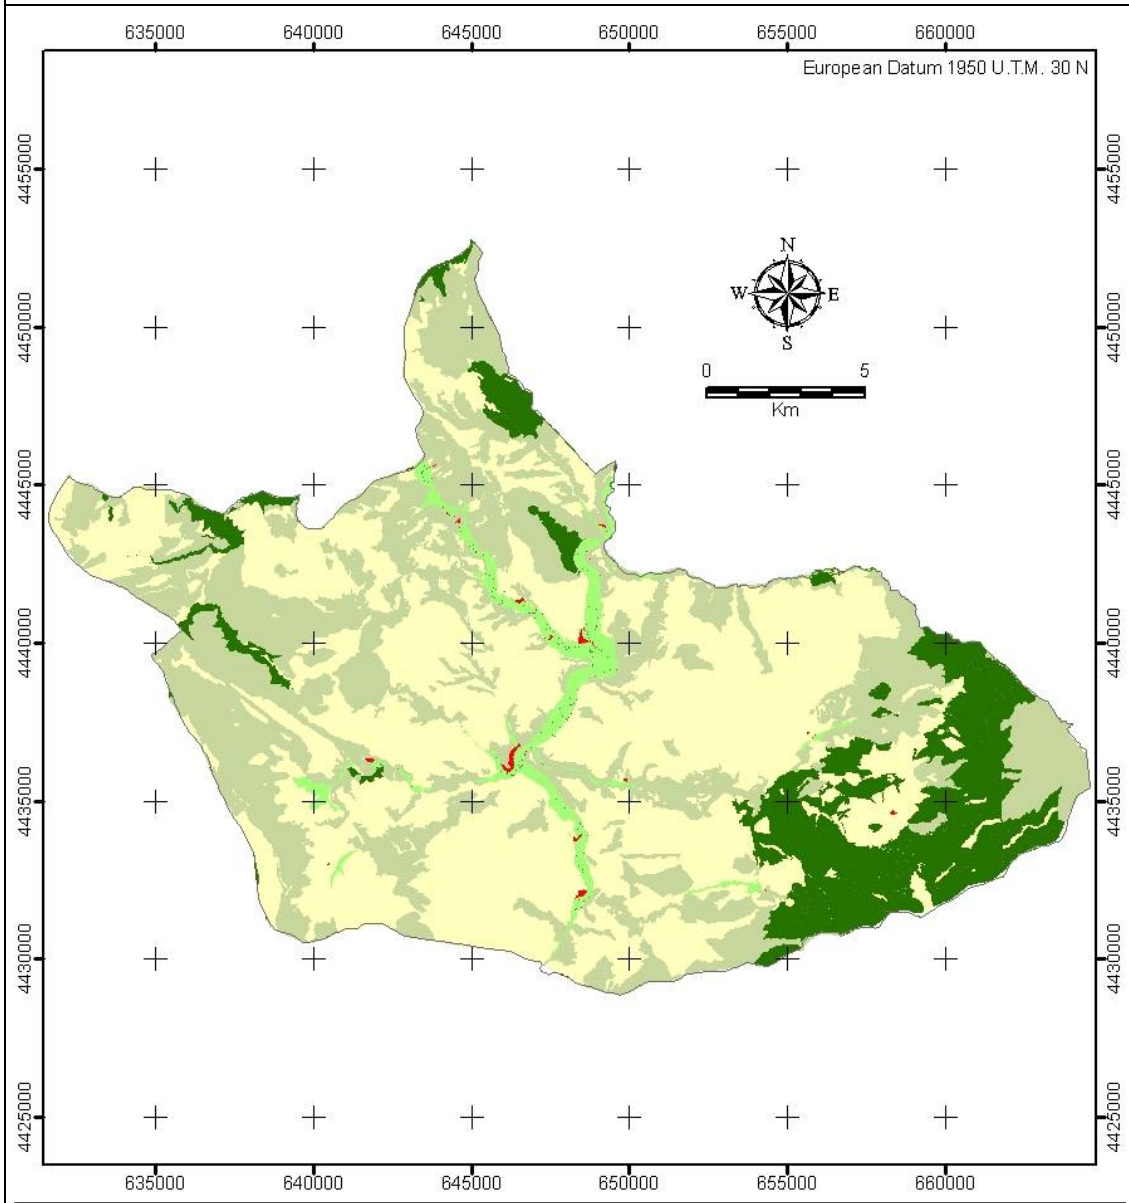 635000 640000 645000 650000 655000 660000
European Datum 1950 U.T.M. 30 N
4455000 4455000
N
W E
S
4450000 4450000
0 5
Km
4445000 4445000
4440000 4440000
4435000 4435000
4430000 4430000
4425000 4425000
635000 640000 645000 650000 655000 660000